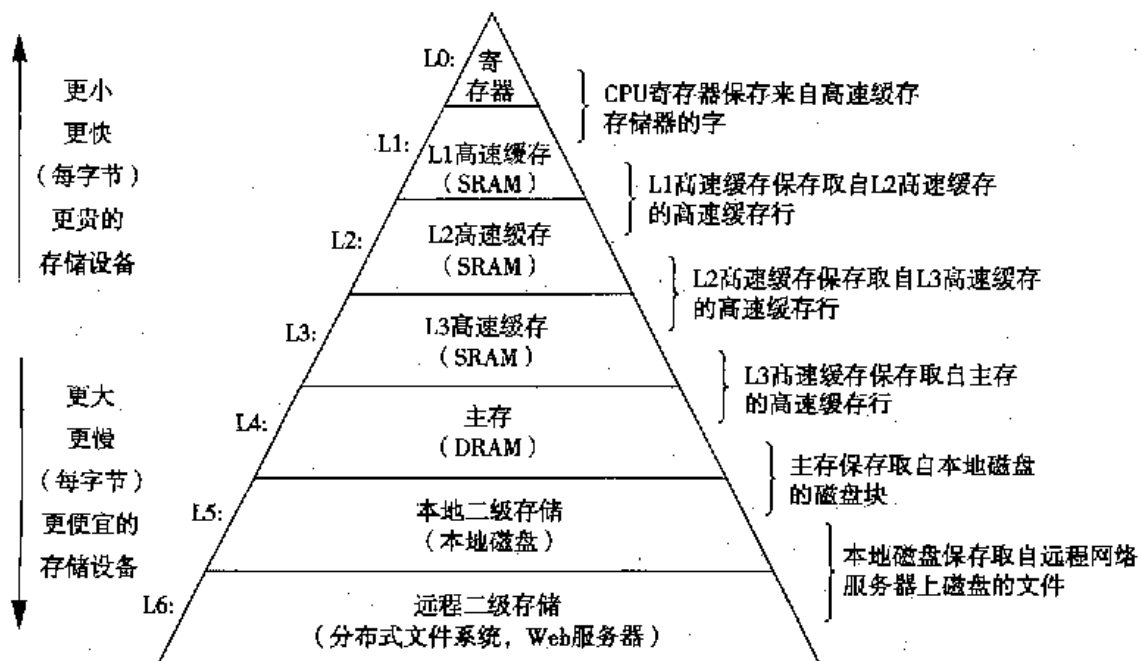 更小
更快
（每字节）
更贵的
存储设备
更大
更慢
（每字节）
更便宜的
存储设备
L0:
寄
存器
CPU寄存器保存来自高速缓存
存储器的字
L1:
L1高速缓存
（SRAM）
L1高速缓存保存取自L2高速缓存
的高速缓存行
L2:
L2高速缓存
（SRAM）
L2高速缓存保存取自L3高速缓存
的高速缓存行
L3:
L3高速缓存
（SRAM）
L3高速缓存保存取自主存
的高速缓存行
L4:
主存
（DRAM）
主存保存取自本地磁盘
的磁盘块
L5:
本地二级存储
（本地磁盘）
本地磁盘保存取自远程网络
服务器上磁盘的文件
L6:
远程二级存储
（分布式文件系统，Web服务器）